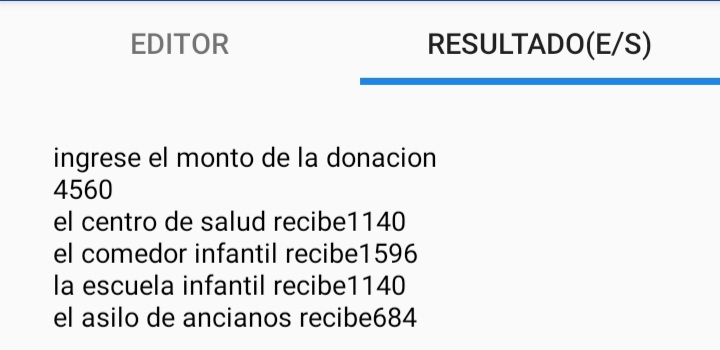 EDITOR RESULTADO(E/S)
ingrese el monto de la donacion
4560
el centro de salud recibe1140
el comedor infantil recibe1596
la escuela infantil recibe1140
el asilo de ancianos recibe684